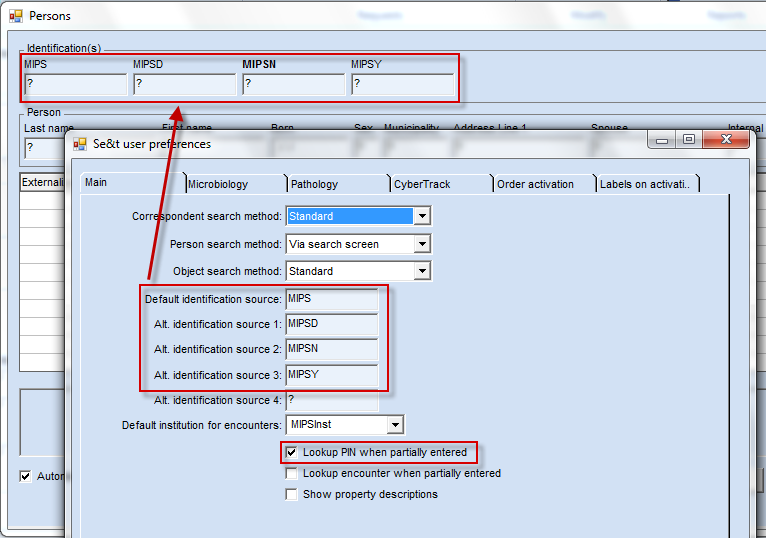 Persons
Identification(s)
MIPS MIPSD MIPSN MIPSY
? ? ? ?
Person
Last name First name Born Sex Municipality Address Line 1 Spouse Internal
?
Se&t user preferences
Externali
Main Microbiology Pathology CyberTrack Order activation Labels on activati..
Correspondent search method: Standard
Person search method: Via search screen
Object search method: Standard
Default identification source: MIPS
Alt. identification source 1: MIPSD
Alt. identification source 2: MIPSN
Alt. identification source 3: MIPSY
Alt. identification source 4: ?
Default institution for encounters: MIPSInst
Lookup PIN when partially entered
Autor Lookup encounter when partially entered
Show property descriptions